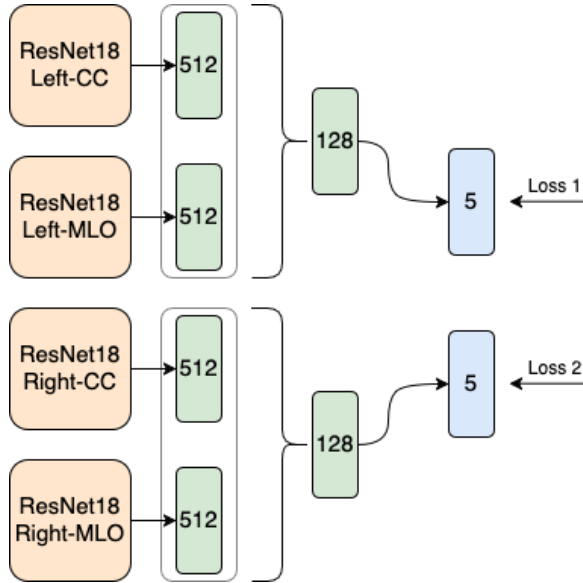 ResNet18
Left-CC
512
ResNet18
Left-MLO
512
128
5
Loss 1
ResNet18
Right-CC
512
ResNet18
Right-MLO
512
128
5
Loss 2